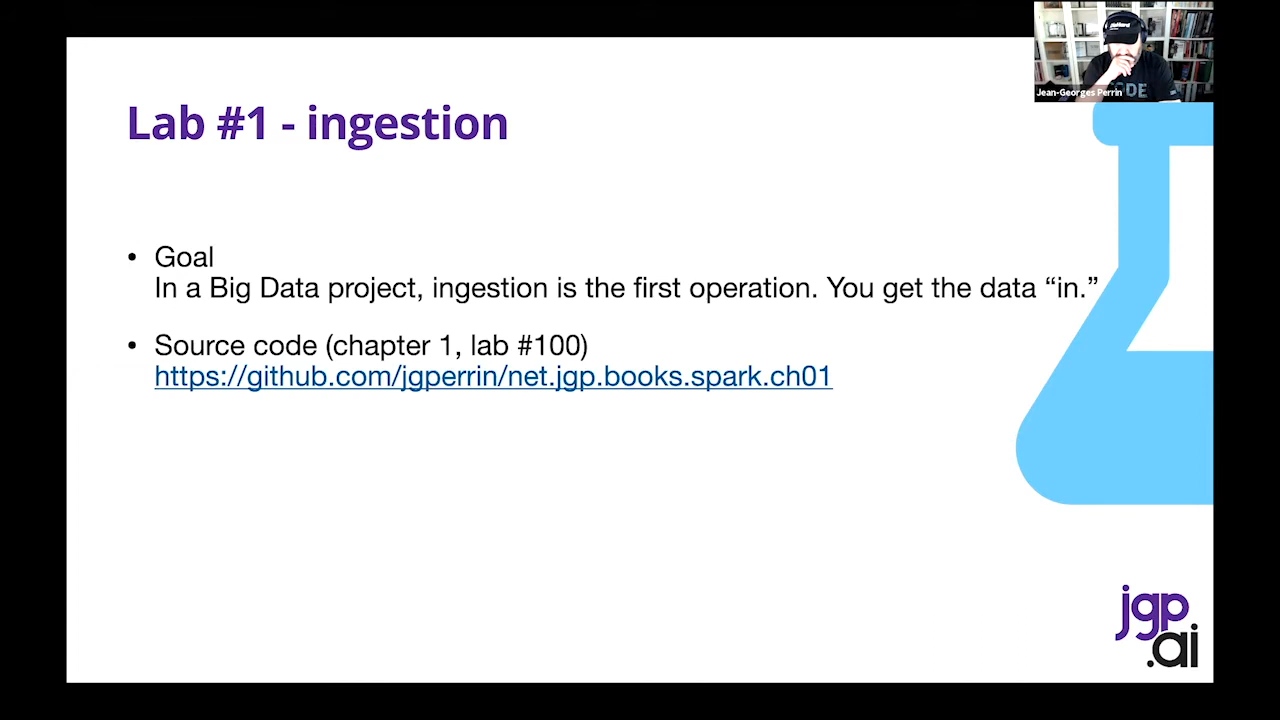 Jean-Georges Perrin
Lab #1 - ingestion
• Goal
In a Big Data project, ingestion is the first operation. You get the data “in.”
• Source code (chapter 1, lab #100)
https://github.com/jgperrin/net.jgp.books.spark.ch01
jgp
.ai